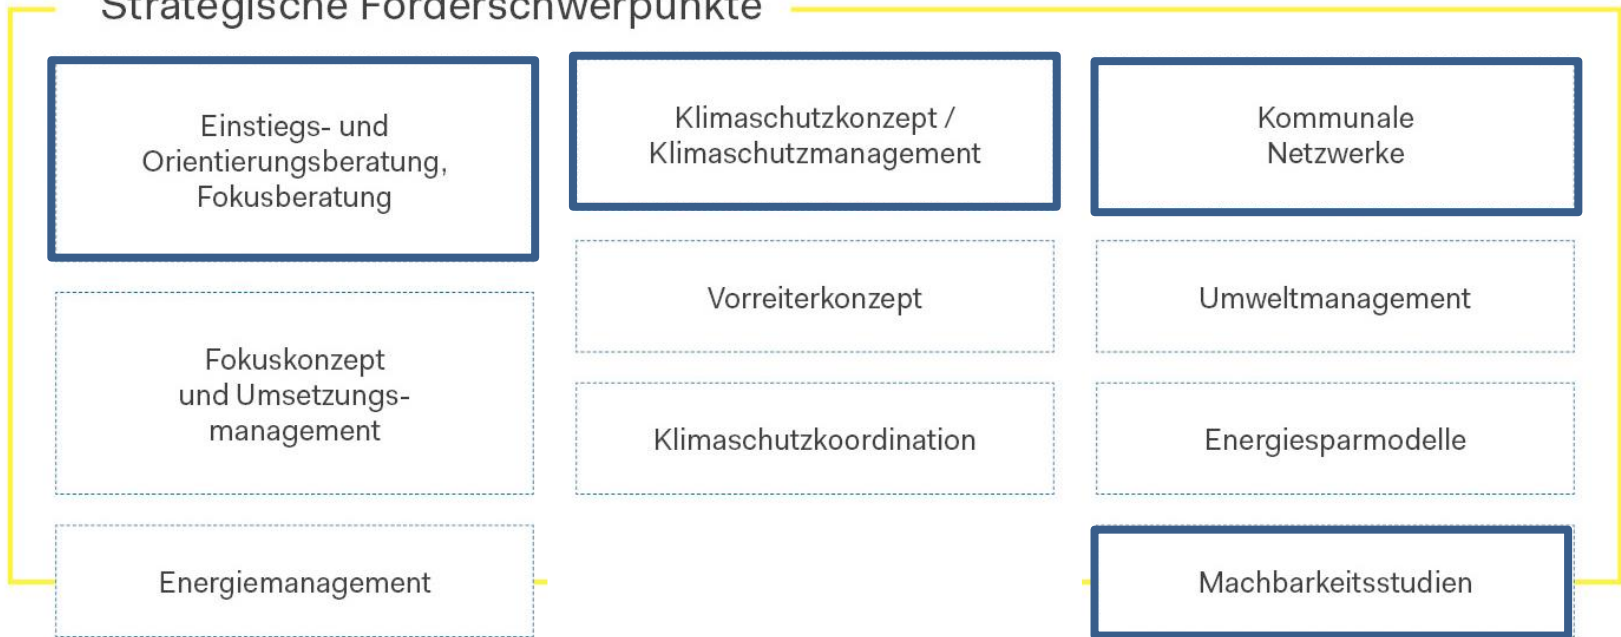 Strategische Förderschwerpunkte
Einstiegs- und
Orientierungsberatung,
Fokusberatung
Klimaschutzkonzept /
Klimaschutzmanagement
Kommunale
Netzwerke
Vorreiterkonzept
Umweltmanagement
Fokuskonzept
und Umsetzungs-
management
Klimaschutzkoordination
Energiesparmodelle
Energiemanagement
Machbarkeitsstudien